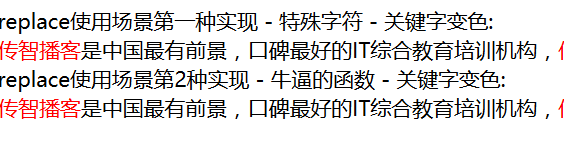 replace使用场景第一种实现 - 特殊字符 - 关键字变色:
传智播客是中国最有前景，口碑最好的IT综合教育培训机构，
replace使用场景第2种实现 - 牛逼的函数 - 关键字变色:
传智播客是中国最有前景，口碑最好的IT综合教育培训机构，